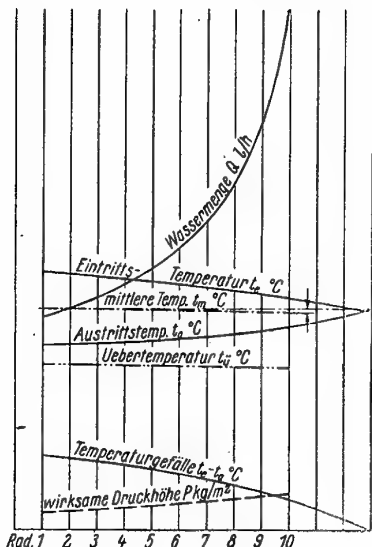 Wassermenge Q l/h
Eintritts-Temperatur te °C
mittlere Temp. tm °C
Austrittstemp. ta °C
Uebertemperatur tü °C
Temperaturgefälle te-ta °C
wirksame Druckhöhe P kg/m²
Rad. 1 2 3 4 5 6 7 8 9 10